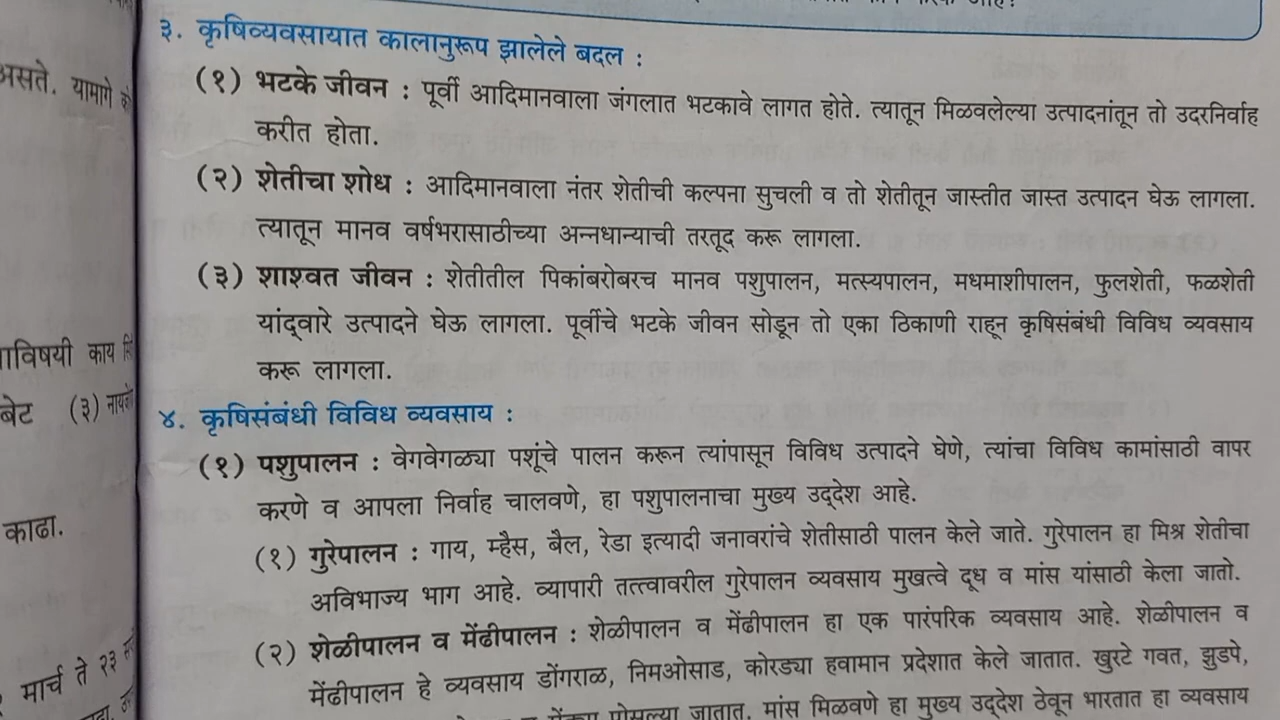 ३. कृषिव्यवसायात कालानुरूप झालेले बदल :
(१) भटके जीवन : पूर्वी आदिमानवाला जंगलात भटकावे लागत होते. त्यातून मिळवलेल्या उत्पादनांतून तो उदरनिर्वाह
करीत होता.
(२) शेतीचा शोध : आदिमानवाला नंतर शेतीची कल्पना सुचली व तो शेतीतून जास्तीत जास्त उत्पादन घेऊ लागला.
त्यातून मानव वर्षभरासाठीच्या अन्नधान्याची तरतूद करू लागला.
(३) शाश्वत जीवन : शेतीतील पिकांबरोबरच मानव पशुपालन, मत्स्यपालन, मधमाशीपालन, फुलशेती, फळशेती
यांद्वारे उत्पादने घेऊ लागला. पूर्वीचे भटके जीवन सोडून तो एका ठिकाणी राहून कृषिसंबंधी विविध व्यवसाय
करू लागला.
४. कृषिसंबंधी विविध व्यवसाय :
(१) पशुपालन : वेगवेगळ्या पशूंचे पालन करून त्यांपासून विविध उत्पादने घेणे, त्यांचा विविध कामांसाठी वापर
करणे व आपला निर्वाह चालवणे, हा पशुपालनाचा मुख्य उद्देश आहे.
(१) गुरेपालन : गाय, म्हैस, बैल, रेडा इत्यादी जनावरांचे शेतीसाठी पालन केले जाते. गुरेपालन हा मिश्र शेतीचा
अविभाज्य भाग आहे. व्यापारी तत्त्वावरील गुरेपालन व्यवसाय मुखत्वे दूध व मांस यांसाठी केला जातो.
(२) शेळीपालन व मेंढीपालन : शेळीपालन व मेंढीपालन हा एक पारंपरिक व्यवसाय आहे. शेळीपालन व
मेंढीपालन हे व्यवसाय डोंगराळ, निमओसाड, कोरड्या हवामान प्रदेशात केले जातात. खुरटे गवत, झुडपे,
जातात. मांस मिळवणे हा मुख्य उद्देश ठेवून भारतात हा व्यवसाय
असते. यामागे
काय
बेट (३)
काढा.
मार्च ते २३